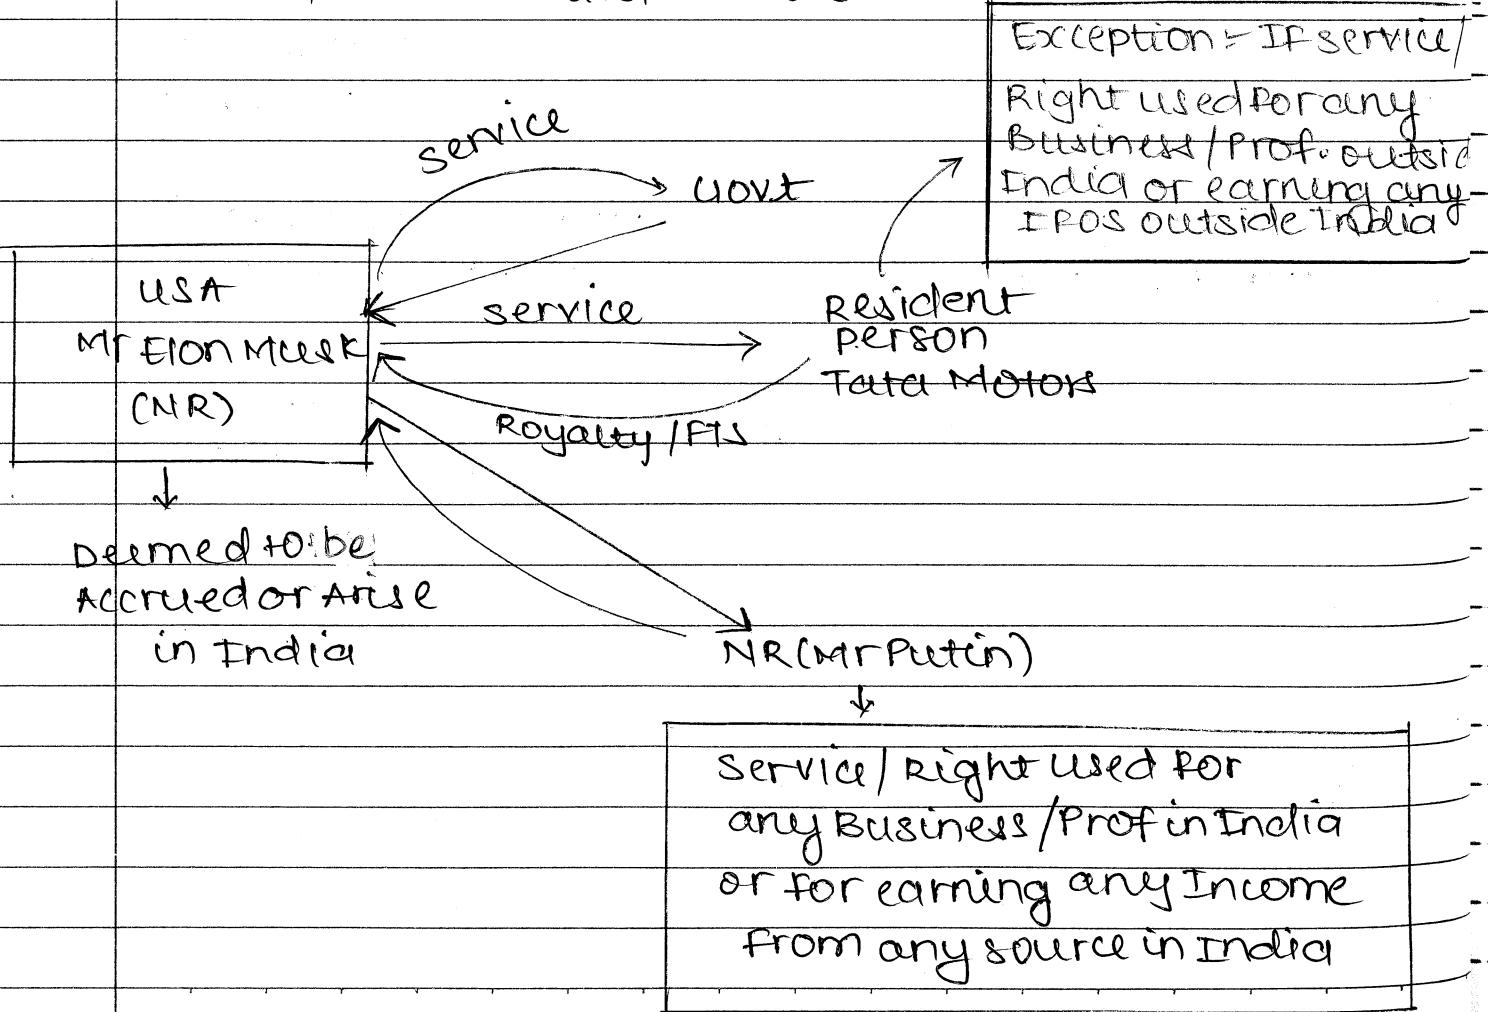 Exception :- If service/
Right used for any
Business/Prof. outsid
India or earning any
IFOS outside India
service
Govt
USA
Mr Elon Musk
(NR)
service
Resident
person
Tata Motors
Royalty/FTS
Deemed to be
Accrued or Arise
in India
NR (Mr Putin)
Service/Right used for
any Business/Prof in India
or for earning any Income
from any source in India